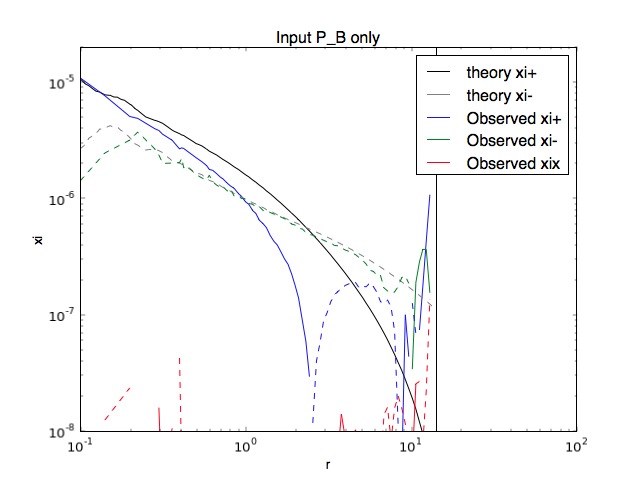 Input P_B only
theory xi+
theory xi-
Observed xi+
Observed xi-
Observed xix
xi
10^-5
10^-6
10^-7
10^-8
10^-1
10^0
10^1
10^2
r